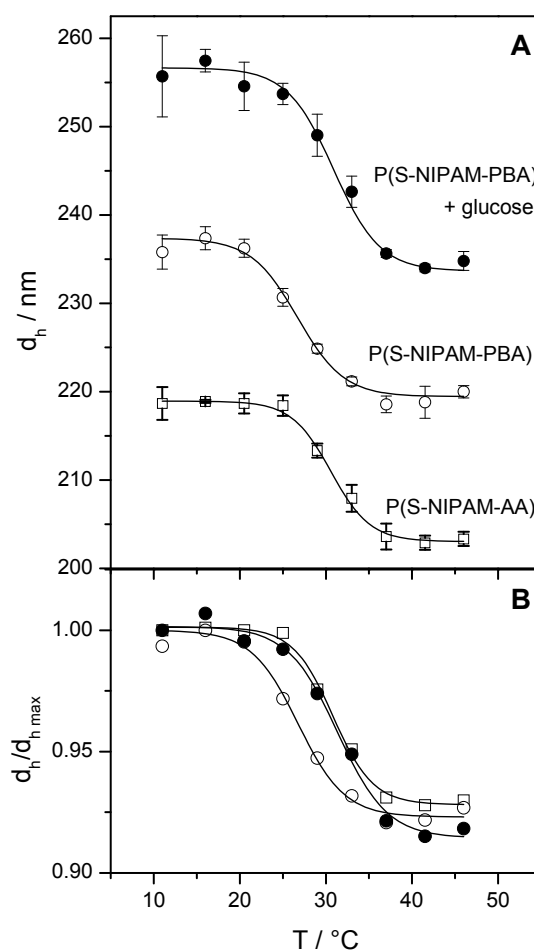 260
A
250
P(S-NIPAM-PBA)
+ glucose
240
230
P(S-NIPAM-PBA)
220
210
P(S-NIPAM-AA)
200
d_h / nm
B
1.00
0.95
0.90
d_h/d_h max
10 20 30 40 50
T / °C